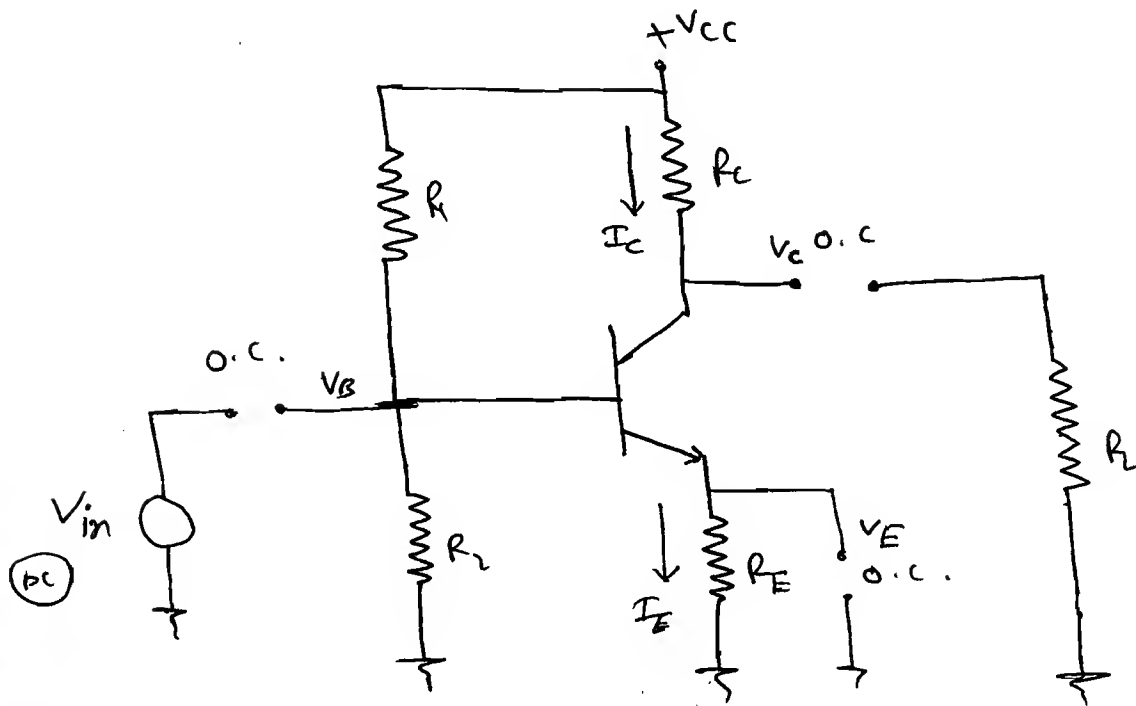 +VCC
R1
RC
IC
VC O.C
O.C.
VB
Vin
DC
R2
IE
RE
VE
O.C.
RL